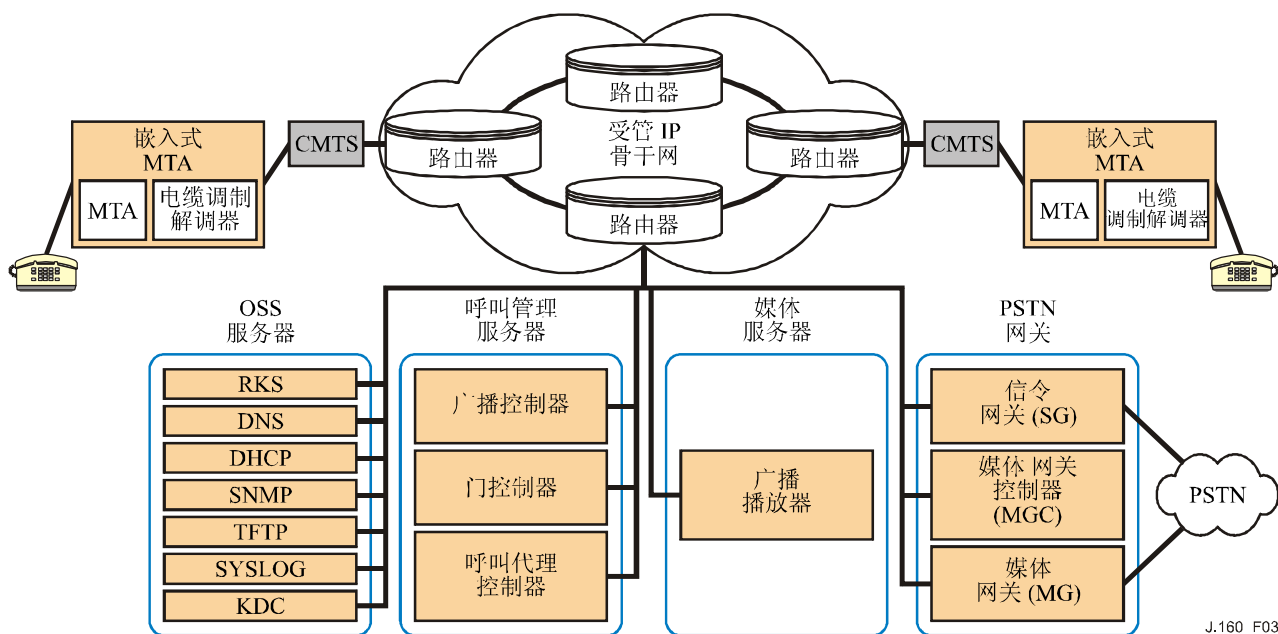 路由器
受管 IP
骨干网
路由器
路由器
路由器
嵌入式
MTA
MTA
电缆调制
解调器
CMTS
CMTS
嵌入式
MTA
MTA
电缆
调制解调器
OSS
服务器
呼叫管理
服务器
媒体
服务器
PSTN
网关
RKS
DNS
DHCP
SNMP
TFTP
SYSLOG
KDC
广播控制器
门控制器
呼叫代理
控制器
广播
播放器
信令
网关 (SG)
媒体 网关
控制器
(MGC)
媒体
网关 (MG)
PSTN
J.160_F03